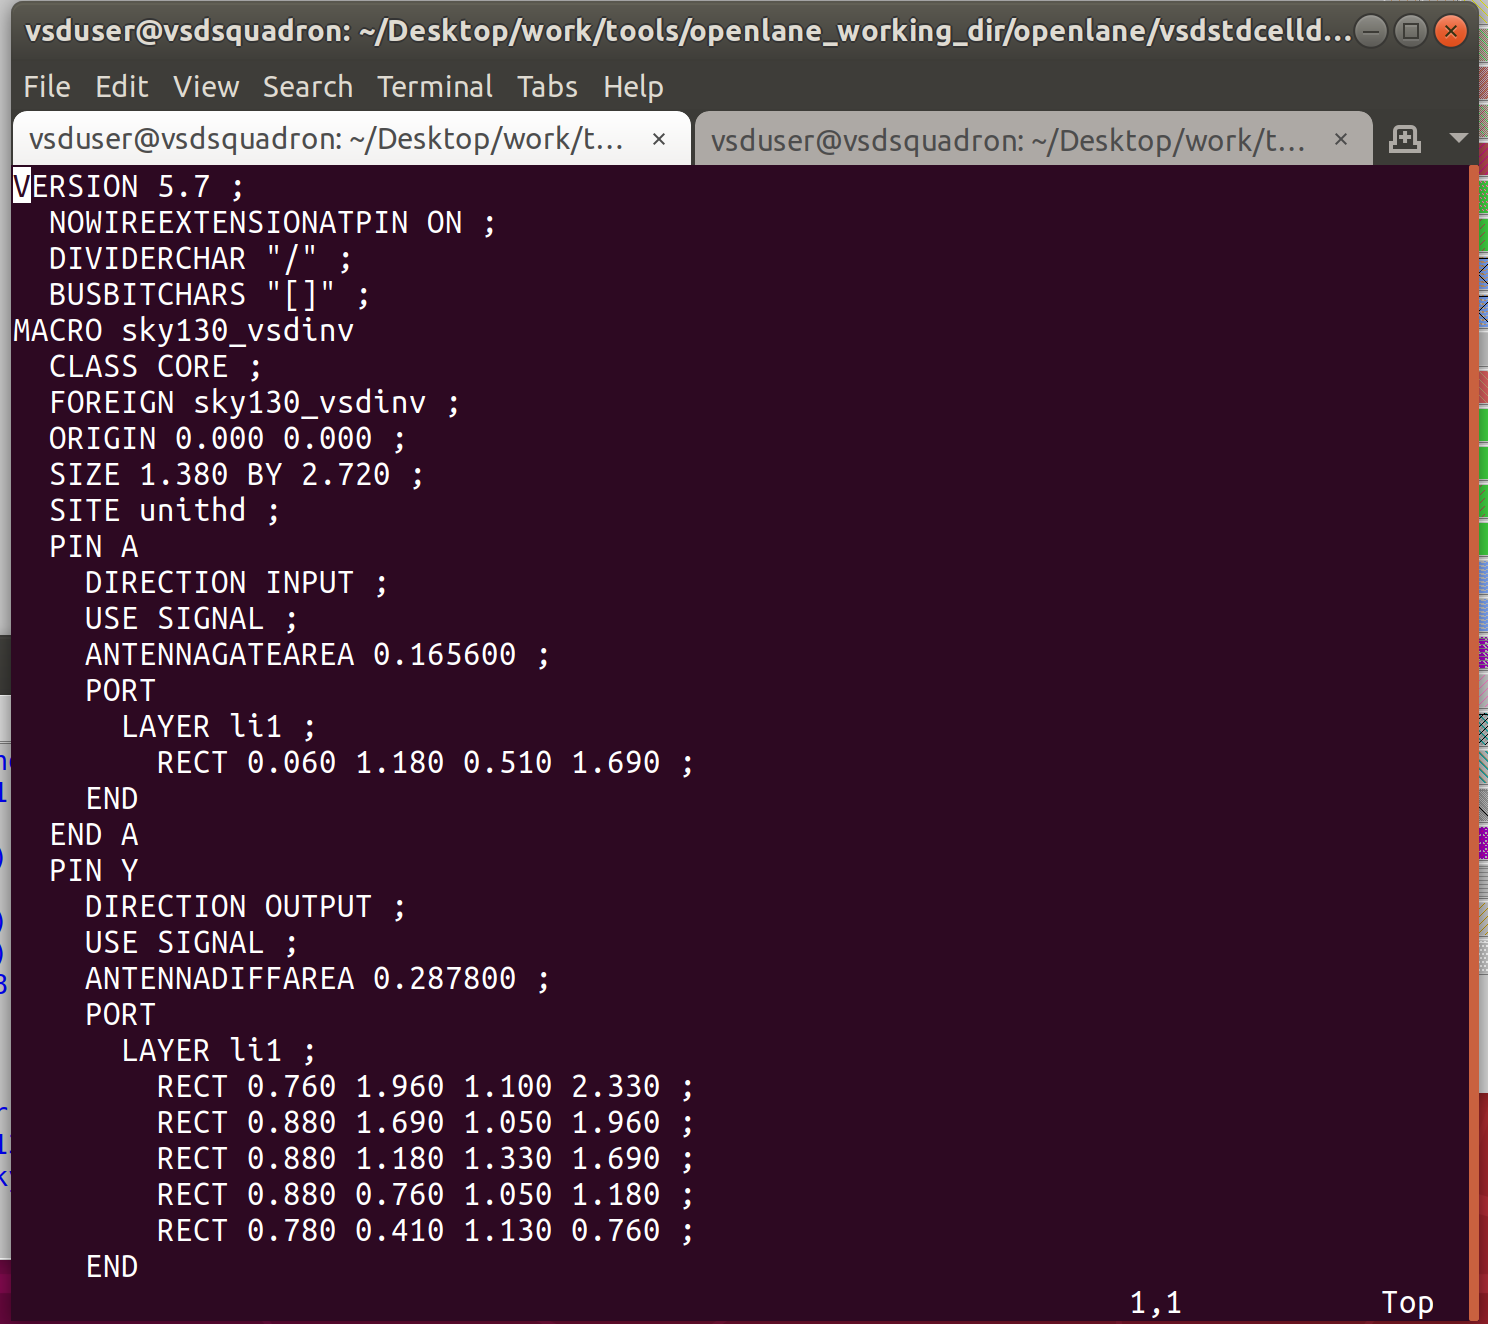 vsduser@vsdsquadron: ~/Desktop/work/tools/openlane_working_dir/openlane/vsdstdcelld...
File Edit View Search Terminal Tabs Help
vsduser@vsdsquadron: ~/Desktop/work/t... × vsduser@vsdsquadron: ~/Desktop/work/t... ×
VERSION 5.7 ;
  NOWIREEXTENSIONATPIN ON ;
  DIVIDERCHAR "/" ;
  BUSBITCHARS "[]" ;
MACRO sky130_vsdinv
  CLASS CORE ;
  FOREIGN sky130_vsdinv ;
  ORIGIN 0.000 0.000 ;
  SIZE 1.380 BY 2.720 ;
  SITE unithd ;
  PIN A
    DIRECTION INPUT ;
    USE SIGNAL ;
    ANTENNAGATEAREA 0.165600 ;
    PORT
      LAYER li1 ;
        RECT 0.060 1.180 0.510 1.690 ;
    END
  END A
  PIN Y
    DIRECTION OUTPUT ;
    USE SIGNAL ;
    ANTENNADIFFAREA 0.287800 ;
    PORT
      LAYER li1 ;
        RECT 0.760 1.960 1.100 2.330 ;
        RECT 0.880 1.690 1.050 1.960 ;
        RECT 0.880 1.180 1.330 1.690 ;
        RECT 0.880 0.760 1.050 1.180 ;
        RECT 0.780 0.410 1.130 0.760 ;
    END
1,1 Top